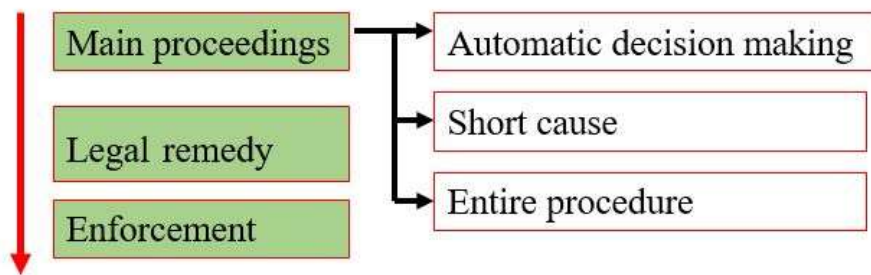 Main proceedings
Automatic decision making
Short cause
Legal remedy
Entire procedure
Enforcement